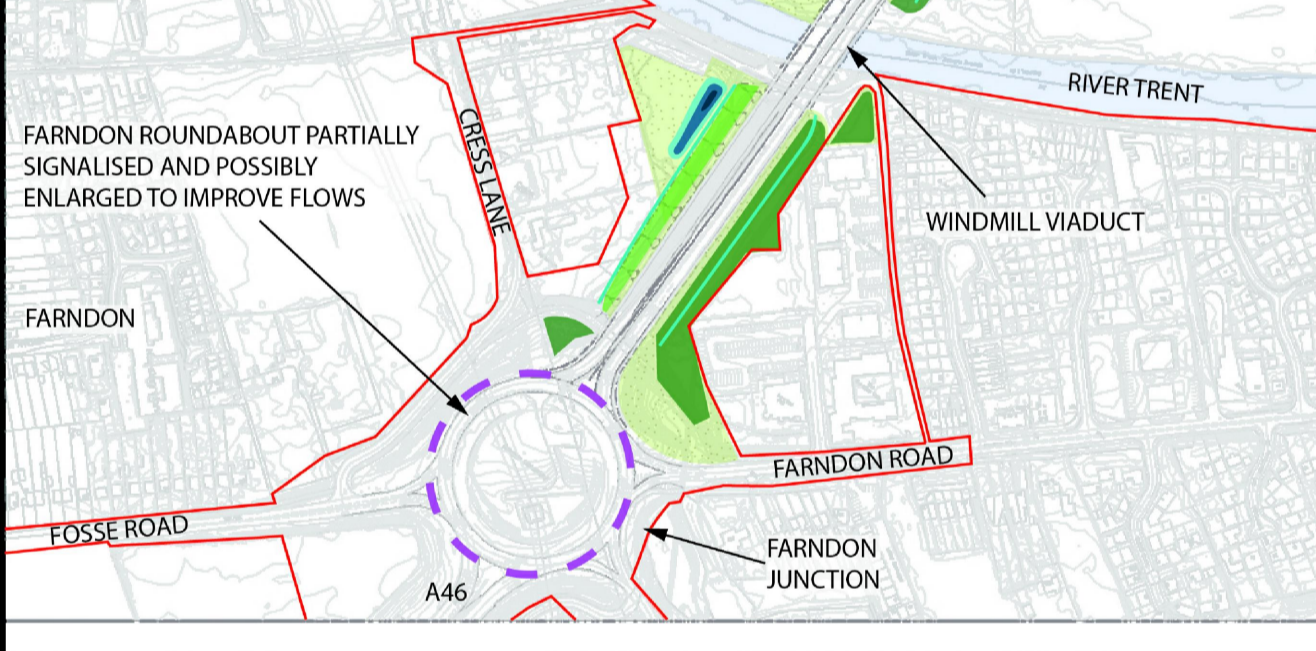 RIVER TRENT
CRESS LANE
FARNDON ROUNDABOUT PARTIALLY
SIGNALISED AND POSSIBLY
ENLARGED TO IMPROVE FLOWS
WINDMILL VIADUCT
FARNDON
FARNDON ROAD
FOSSE ROAD
FARNDON
JUNCTION
A46